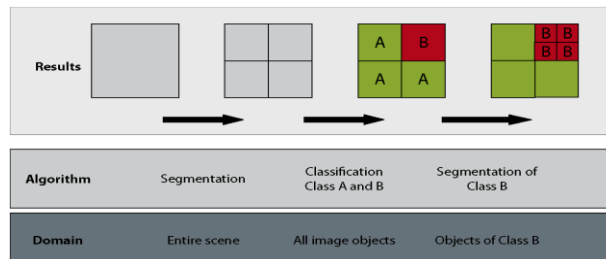 Results
A B
A A
B B
B B
Algorithm Segmentation Classification Class A and B Segmentation of Class B
Domain Entire scene All image objects Objects of Class B